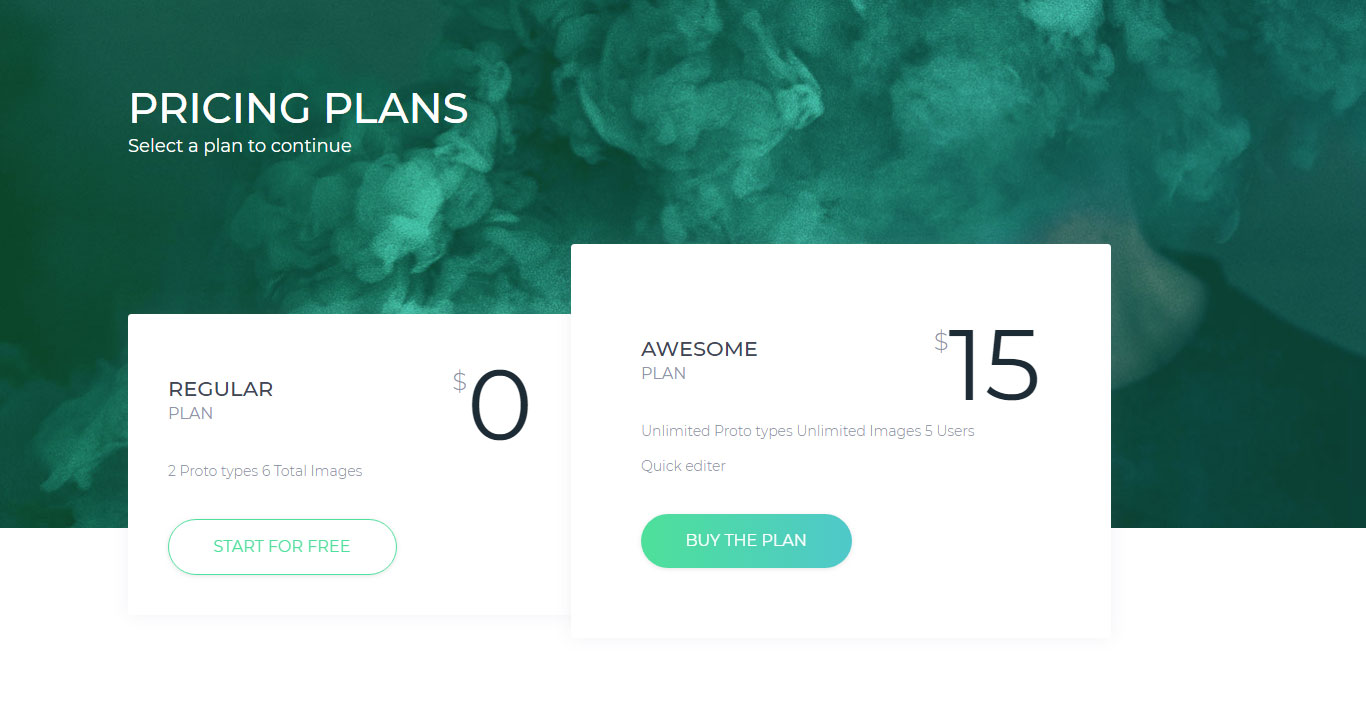 PRICING PLANS
Select a plan to continue
REGULAR
PLAN
$0
2 Proto types 6 Total Images
START FOR FREE
AWESOME
PLAN
$15
Unlimited Proto types Unlimited Images 5 Users
Quick editer
BUY THE PLAN